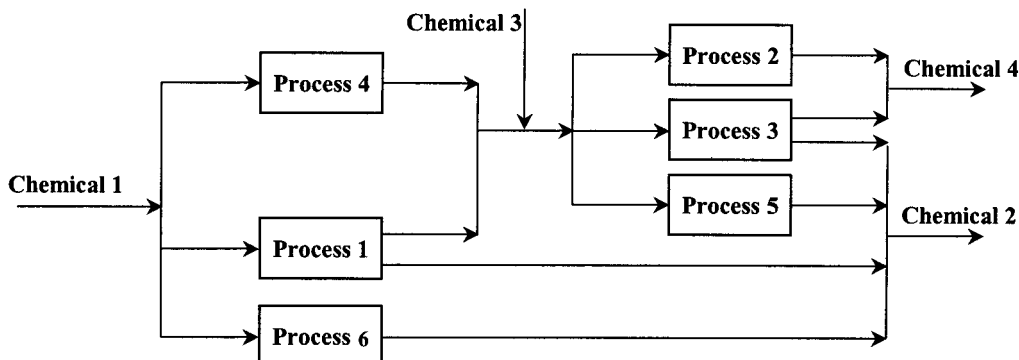 Chemical 3
Process 2
Chemical 4
Process 4
Process 3
Chemical 1
Process 5
Chemical 2
Process 1
Process 6